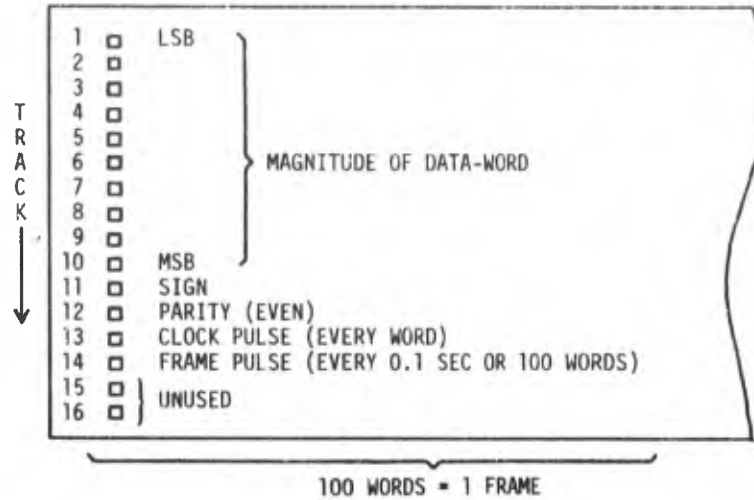 TRACK
1 LSB
2
3
4
5
6 MAGNITUDE OF DATA-WORD
7
8
9
10 MSB
11 SIGN
12 PARITY (EVEN)
13 CLOCK PULSE (EVERY WORD)
14 FRAME PULSE (EVERY 0.1 SEC OR 100 WORDS)
15
UNUSED
16
100 WORDS = 1 FRAME